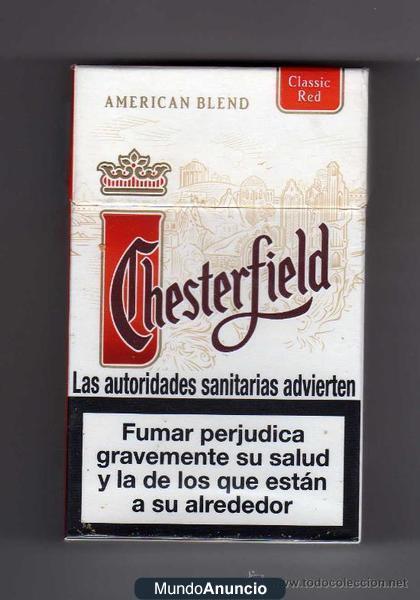 Classic
Red
AMERICAN BLEND
Chesterfield
Las autoridades sanitarias advierten
Fumar perjudica
gravemente su salud
y la de los que están
a su alrededor
www.todocoleccion.net
MundoAnuncio